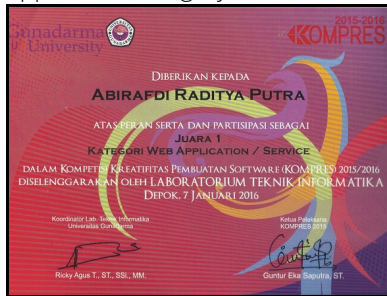 Gunadarma
University
2015-2016
KOMPRES
DIBERIKAN KEPADA
ABIRAFDI RADITYA PUTRA
ATAS PERAN SERTA DAN PARTISIPASI SEBAGAI
JUARA 1
KATEGORI WEB APPLICATION / SERVICE
DALAM KOMPETISI KREATIFITAS PEMBUATAN SOFTWARE (KOMPRES) 2015/2016
DISELENGGARAKAN OLEH LABORATORIUM TEKNIK INFORMATIKA
DEPOK, 7 JANUARI 2016
Koordinator Lab. Teknik Informatika
Universitas Gunadarma
Ketua Pelaksana
KOMPRES 2015
Ricky Agus T., ST., SSi., MM.
Guntur Eka Saputra, ST.